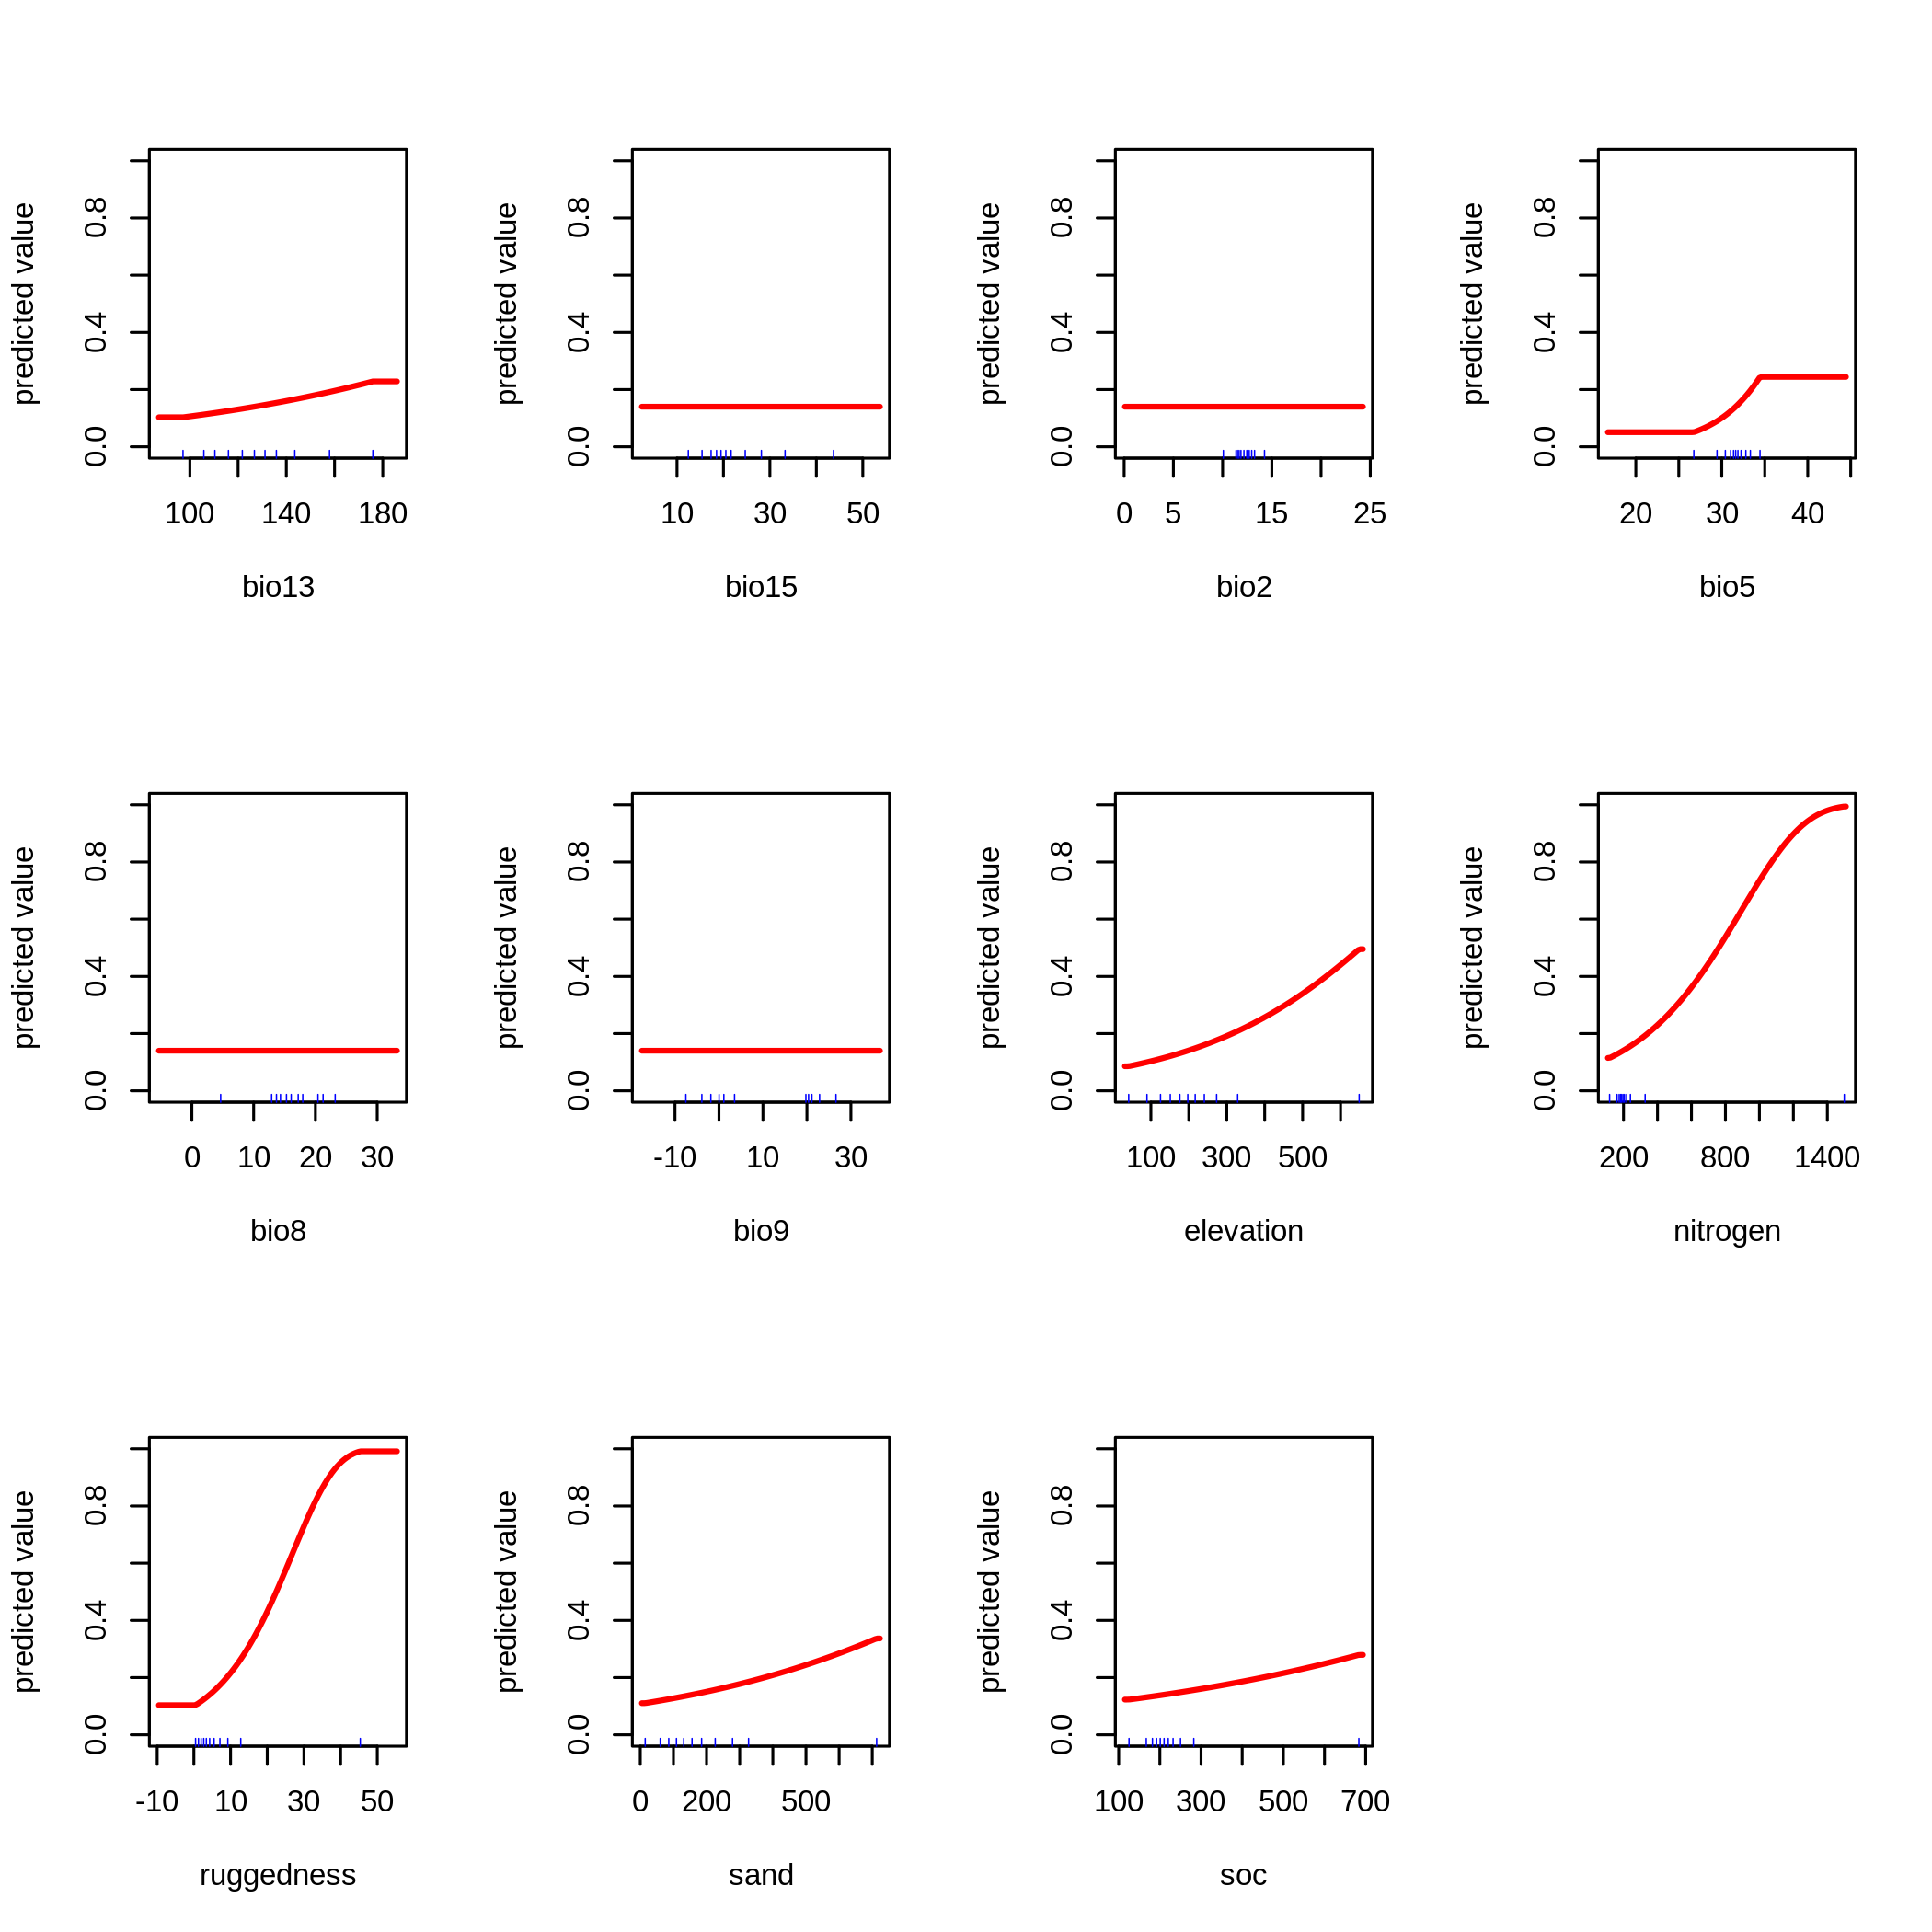 predicted value
0.0 0.4 0.8
100 140 180
bio13
predicted value
0.0 0.4 0.8
10 30 50
bio15
predicted value
0.0 0.4 0.8
0 5 15 25
bio2
predicted value
0.0 0.4 0.8
20 30 40
bio5
predicted value
0.0 0.4 0.8
0 10 20 30
bio8
predicted value
0.0 0.4 0.8
-10 10 30
bio9
predicted value
0.0 0.4 0.8
100 300 500
elevation
predicted value
0.0 0.4 0.8
200 800 1400
nitrogen
predicted value
0.0 0.4 0.8
-10 10 30 50
ruggedness
predicted value
0.0 0.4 0.8
0 200 500
sand
predicted value
0.0 0.4 0.8
100 300 500 700
soc